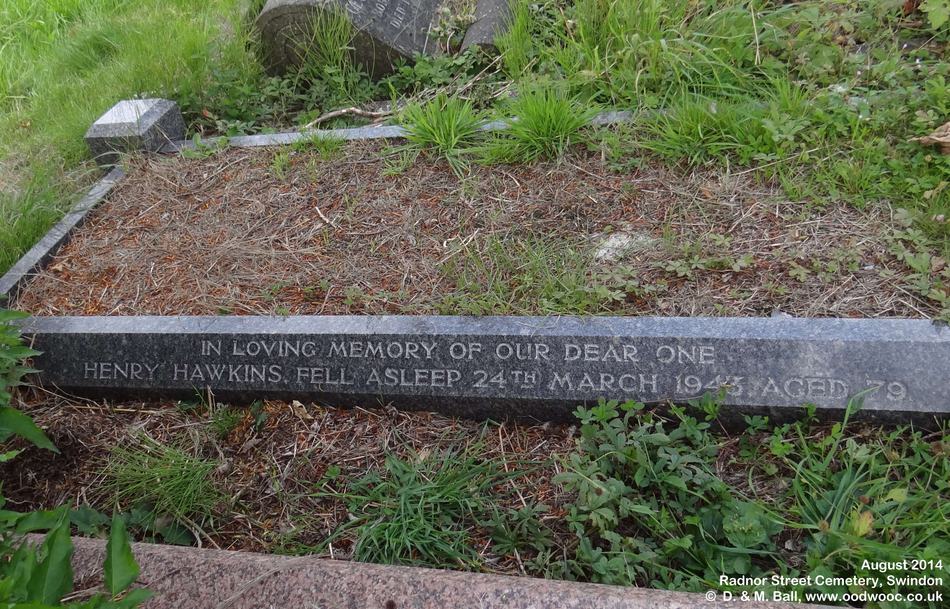 IN LOVING MEMORY OF OUR DEAR ONE
HENRY HAWKINS, FELL ASLEEP 24TH MARCH 1943, AGED 79
August 2014
Radnor Street Cemetery, Swindon
© D. & M. Ball, www.oodwooc.co.uk